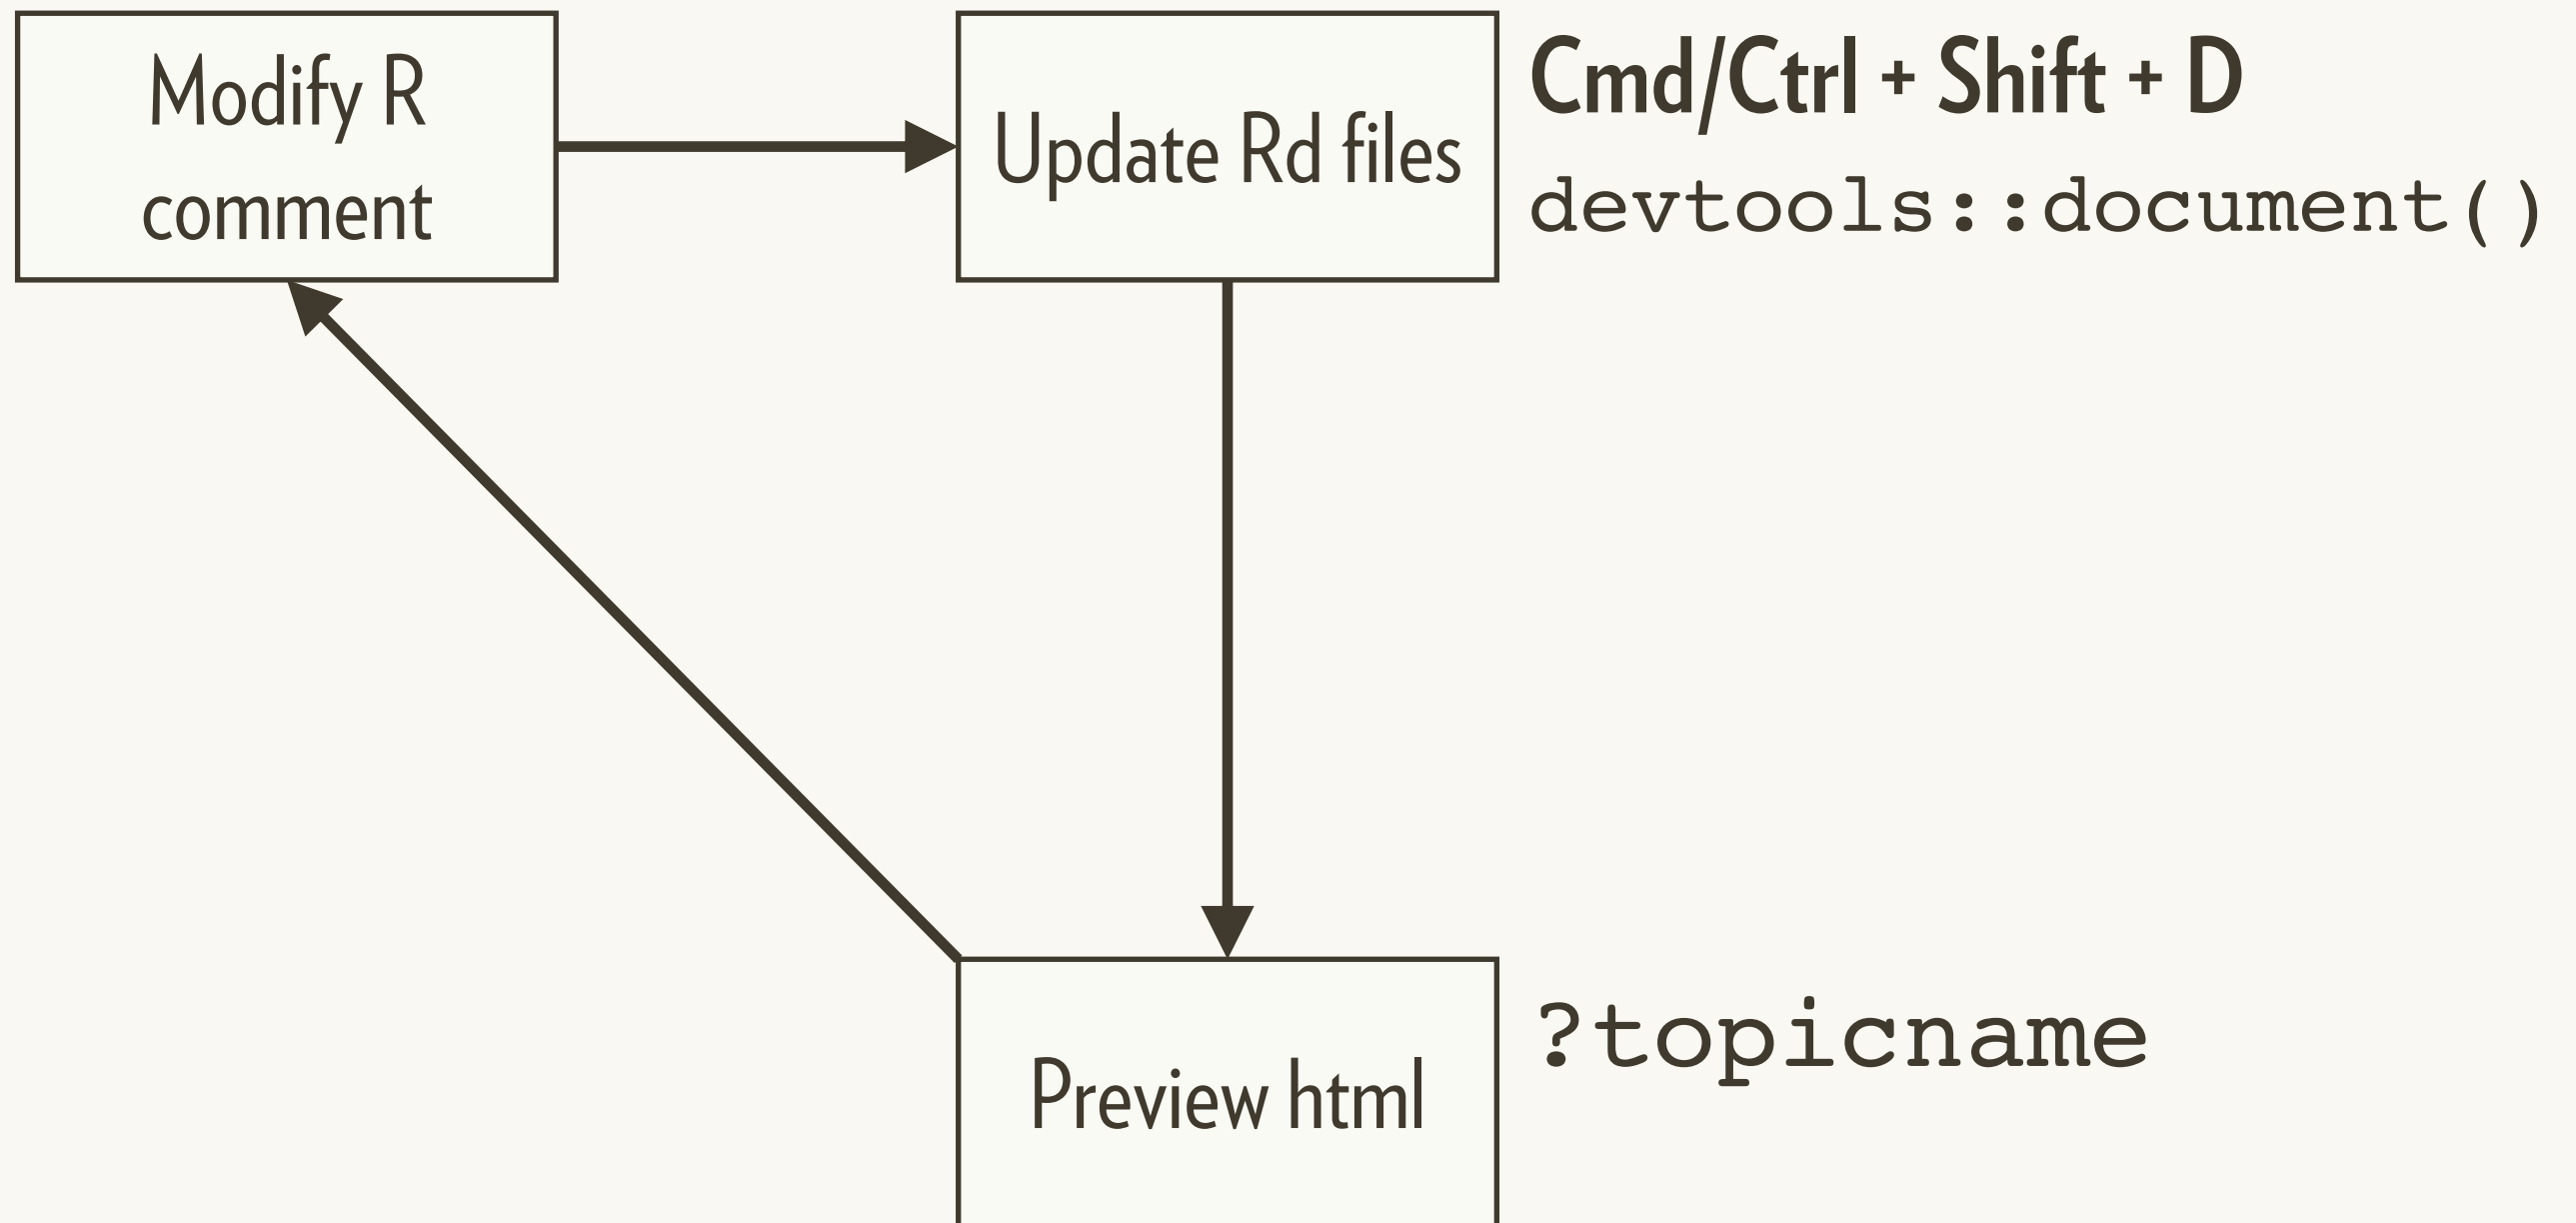 Modify R
comment
Update Rd files
Cmd/Ctrl + Shift + D
devtools::document()
Preview html
?topicname